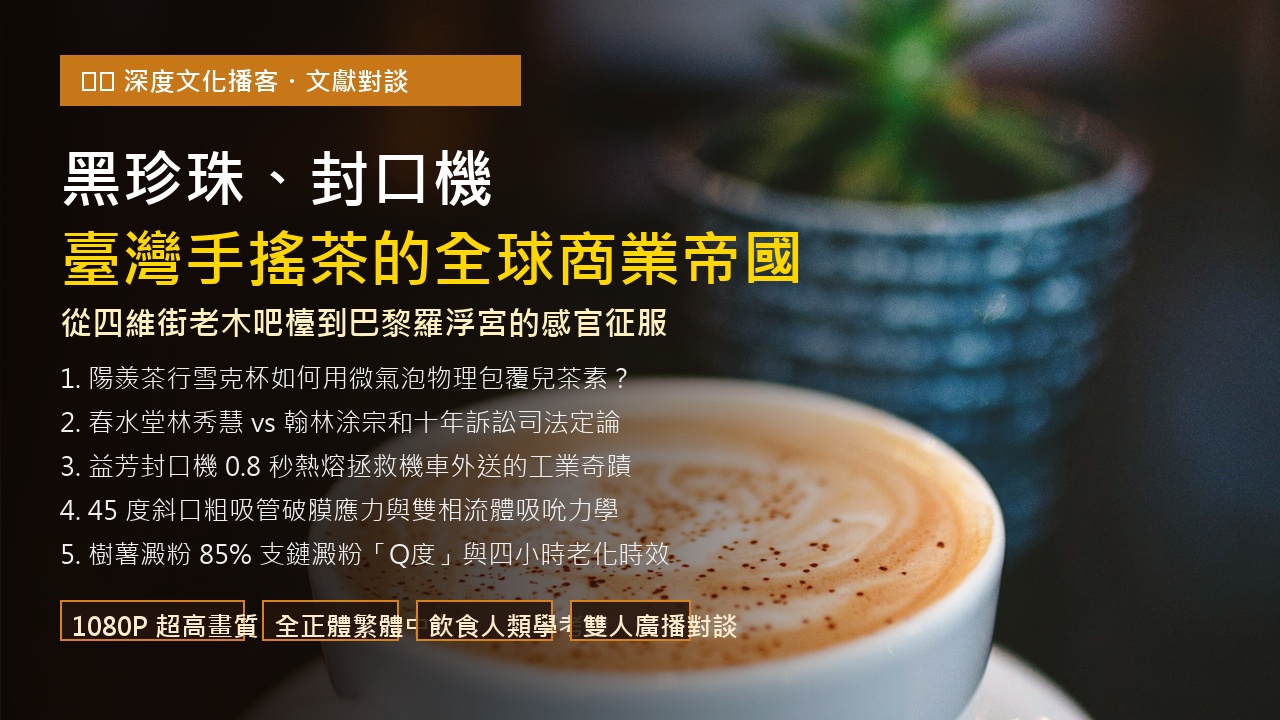 深度文化播客・文獻對談
黑珍珠、封口機
臺灣手搖茶的全球商業帝國
從四維街老木吧檯到巴黎羅浮宮的感官征服
1. 陽羨茶行雪克杯如何用微氣泡物理包覆兒茶素？
2. 春水堂林秀慧 vs 翰林涂宗和十年訴訟司法定論
3. 益芳封口機 0.8 秒熱熔拯救機車外送的工業奇蹟
4. 45 度斜口粗吸管破膜應力與雙相流體吸吮力學
5. 樹薯澱粉 85% 支鏈澱粉「Q度」與四小時老化時效
1080P 超高畫質 全正體繁體 飲食人類學 雙人廣播對談